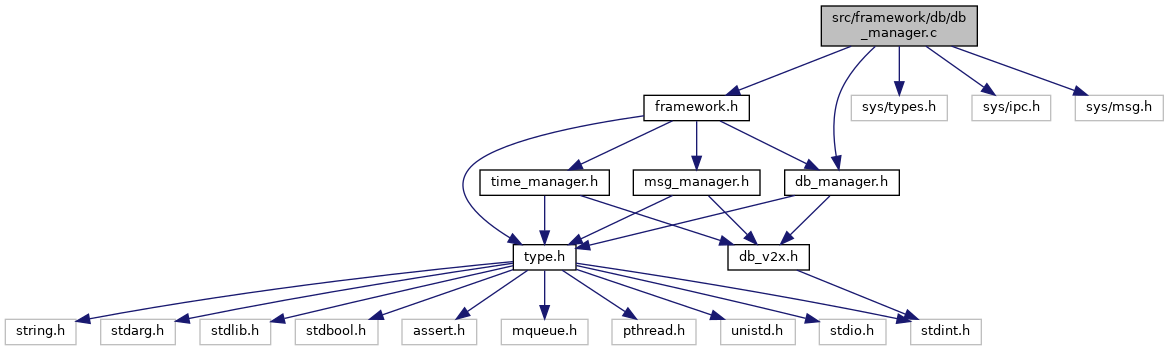 src/framework/db/db
_manager.c
framework.h
sys/types.h
sys/ipc.h
sys/msg.h
time_manager.h
msg_manager.h
db_manager.h
type.h
db_v2x.h
string.h
stdarg.h
stdlib.h
stdbool.h
assert.h
mqueue.h
pthread.h
unistd.h
stdio.h
stdint.h